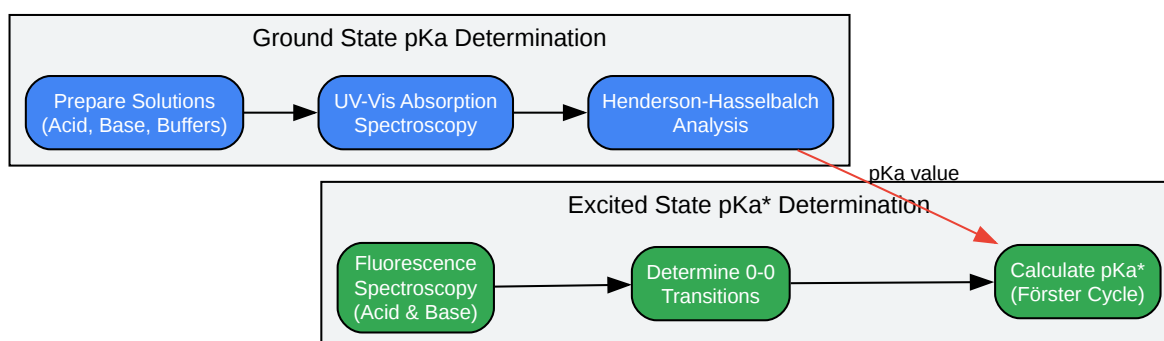 Ground State pKa Determination
Prepare Solutions
(Acid, Base, Buffers)
UV-Vis Absorption
Spectroscopy
Henderson-Hasselbalch
Analysis
pKa value
Excited State pKa* Determination
Fluorescence
Spectroscopy
(Acid & Base)
Determine 0-0
Transitions
Calculate pKa*
(Förster Cycle)